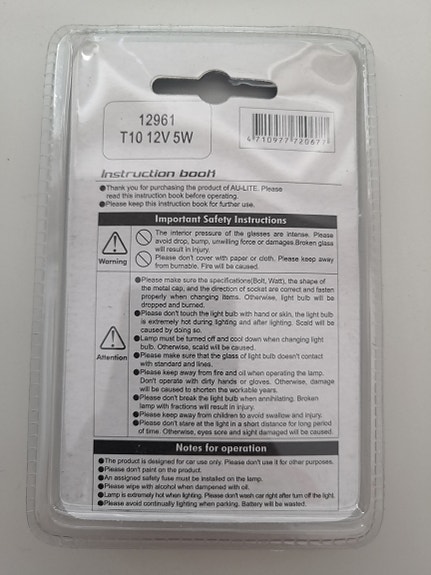 12961
T10 12V 5W
4710977720877
Instruction book
●Thank you for purchasing the product of AU-LITE. Please
read this instruction book before operating.
●Please keep this instruction book for further use.
Important Safety Instructions
The interior pressure of the glasses are intense. Please
avoid drop, bump, unwilling force or damages.Broken glass
will result in injury.
Warning
Please don't cover with paper or cloth. Please keep away
from burnable. Fire will be caused.
●Please make sure the specifications(Bolt, Watt), the shape of
the metal cap, and the direction of socket are correct and fasten
properly when changing items. Otherwise, light bulb will be
dropped and burned.
●Please don't touch the light bulb with hand or skin, the light bulb
is extremely hot during lighting and after lighting. Scald will be
caused by doing so.
●Lamp must be turned off and cool down when changing light
bulb. Otherwise, scald will be caused.
Attention
●Please make sure that the glass of light bulb doesn't contact
with standard and lines.
●Please keep away from fire and oil when operating the lamp.
Don't operate with dirty hands or gloves. Otherwise, damage
will be caused to shorten the workable years.
●Please don't break the light bulb when annihilating. Broken
lamp with fractions will result in injury.
●Please keep away from children to avoid swallow and injury.
●Please don't stare at the light in a short distance for long period
of time. Otherwise, eyes sore and sight damaged will be caused.
Notes for operation
●The product is designed for car use only. Please don't use it for other purposes.
●Please don't paint on the product.
●An assigned safety fuse must be installed on the lamp.
●Please wipe with alcohol when dampened with oil.
●Lamp is extremely hot when lighting. Please don't wash car right after turn off the light.
●Please avoid continually lighting when parking. Battery will be wasted.